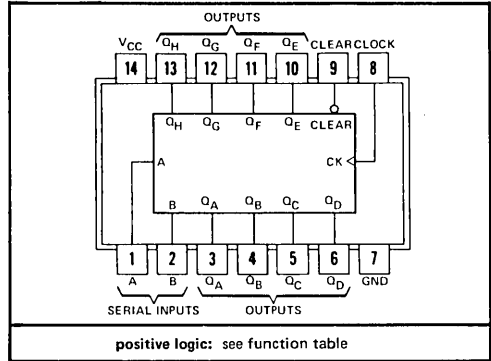 OUTPUTS
VCC QH QG QF QE CLEAR CLOCK
14 13 12 11 10 9 8
QH QG QF QE CLEAR
A CK
B QA QB QC QD
1 2 3 4 5 6 7
A B QA QB QC QD GND
SERIAL INPUTS OUTPUTS
positive logic: see function table